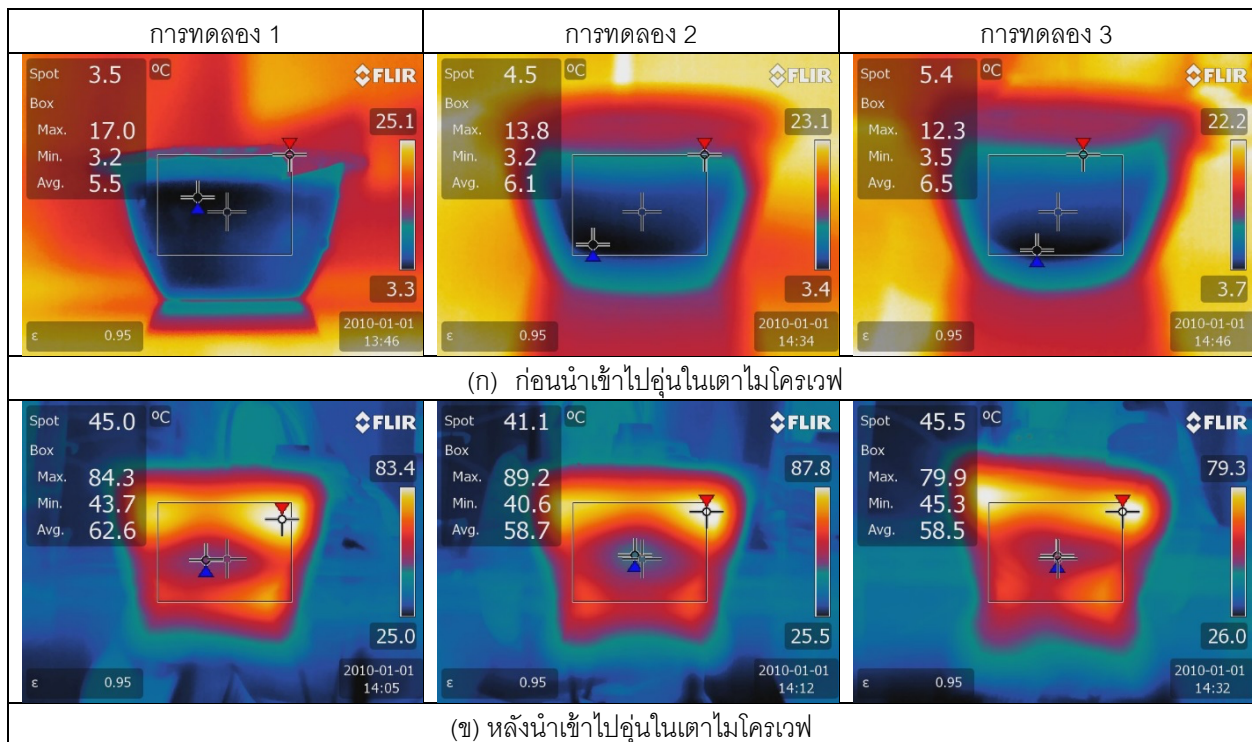 การทดลอง 1 การทดลอง 2 การทดลอง 3
Spot 3.5 °C FLIR
Box
Max. 17.0
Min. 3.2
Avg. 5.5
25.1
3.3
ε 0.95
2010-01-01
13:46
Spot 4.5 °C FLIR
Box
Max. 13.8
Min. 3.2
Avg. 6.1
23.1
3.4
ε 0.95
2010-01-01
14:34
Spot 5.4 °C FLIR
Box
Max. 12.3
Min. 3.5
Avg. 6.5
22.2
3.7
ε 0.95
2010-01-01
14:46
(ก) ก่อนนำเข้าไปอุ่นในเตาไมโครเวฟ
Spot 45.0 °C FLIR
Box
Max. 84.3
Min. 43.7
Avg. 62.6
83.4
25.0
ε 0.95
2010-01-01
14:05
Spot 41.1 °C FLIR
Box
Max. 89.2
Min. 40.6
Avg. 58.7
87.8
25.5
ε 0.95
2010-01-01
14:12
Spot 45.5 °C FLIR
Box
Max. 79.9
Min. 45.3
Avg. 58.5
79.3
26.0
ε 0.95
2010-01-01
14:32
(ข) หลังนำเข้าไปอุ่นในเตาไมโครเวฟ